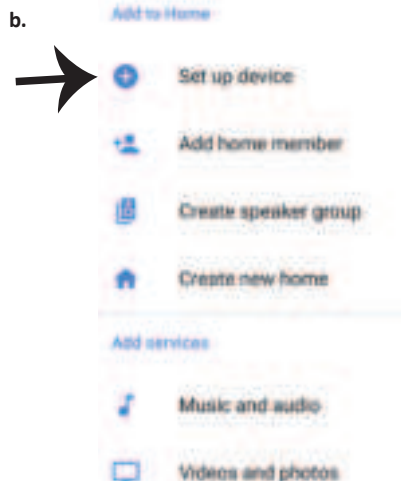 b.
Add to Home
Set up device
Add home member
Create speaker group
Create new home
Add services
Music and audio
Videos and photos